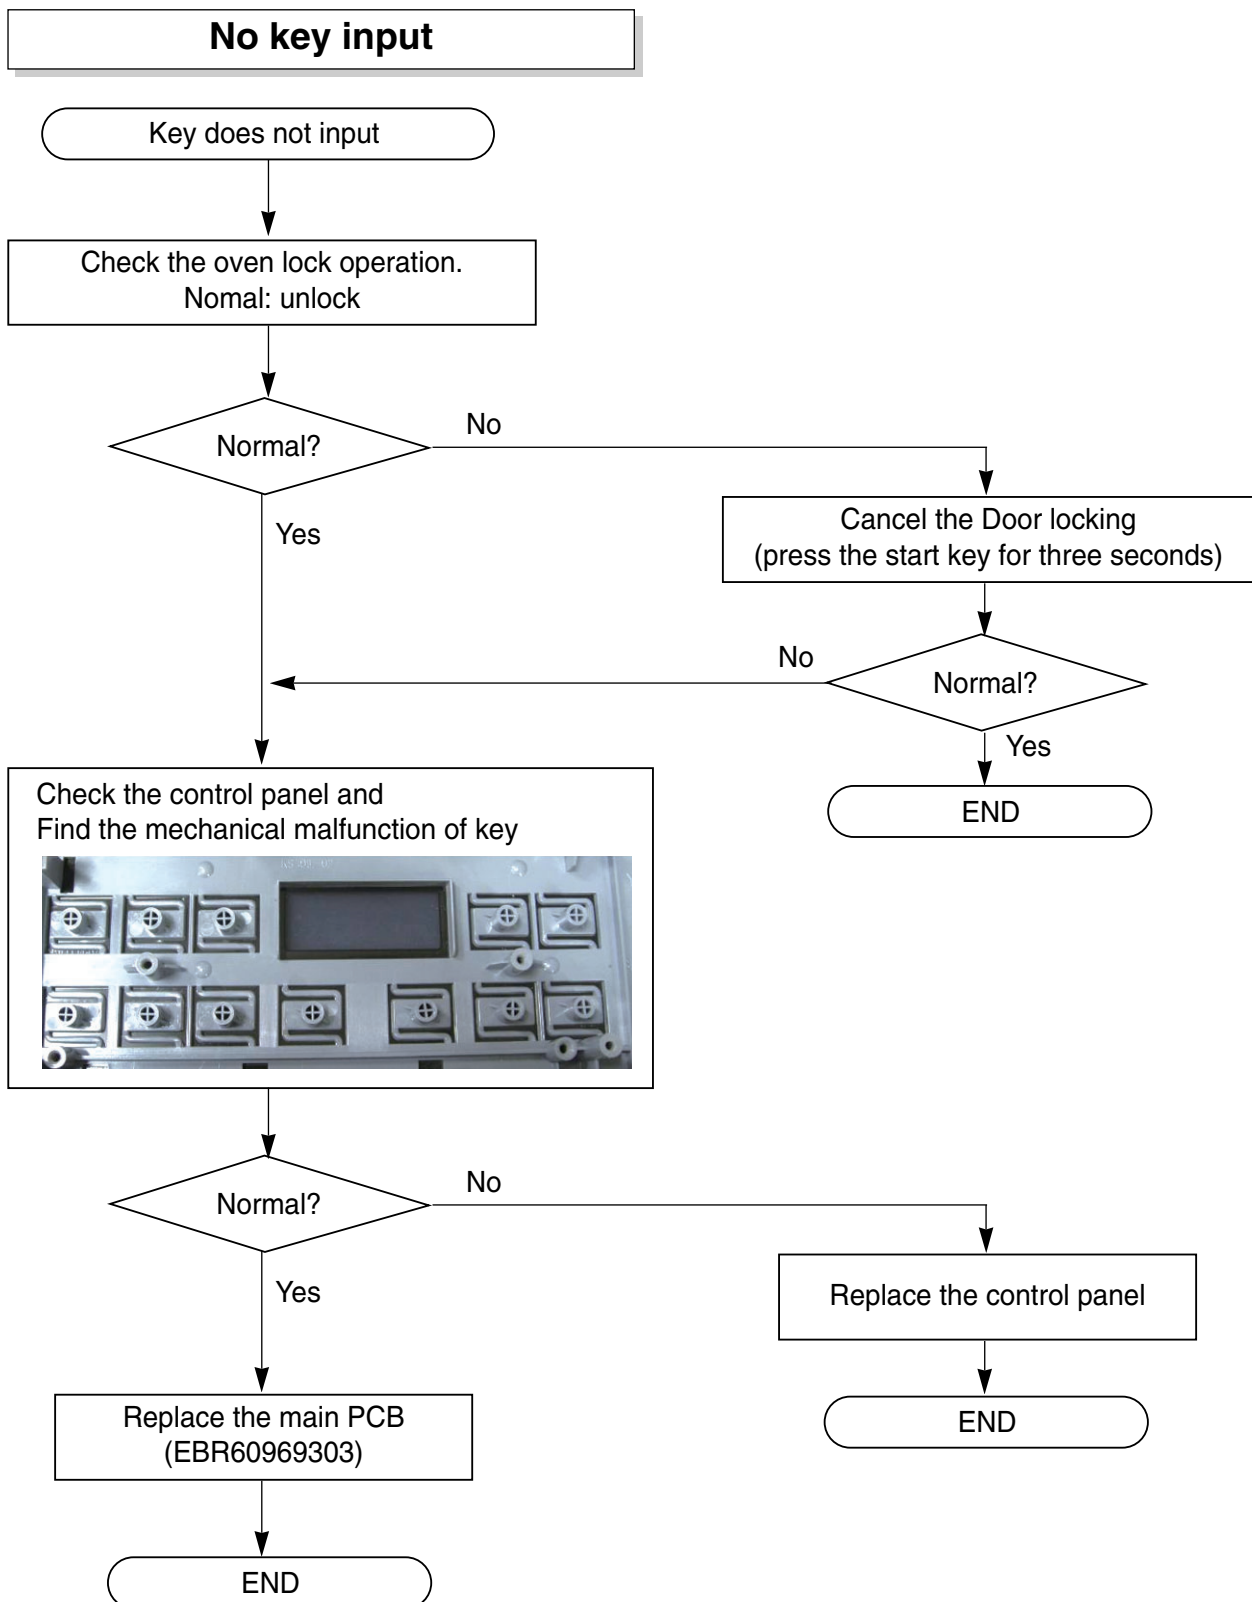 No key input
Key does not input
Check the oven lock operation.
Nomal: unlock
Normal?
No
Yes
Cancel the Door locking
(press the start key for three seconds)
Normal?
No
Yes
END
Check the control panel and
Find the mechanical malfunction of key
Normal?
No
Yes
Replace the control panel
END
Replace the main PCB
(EBR60969303)
END